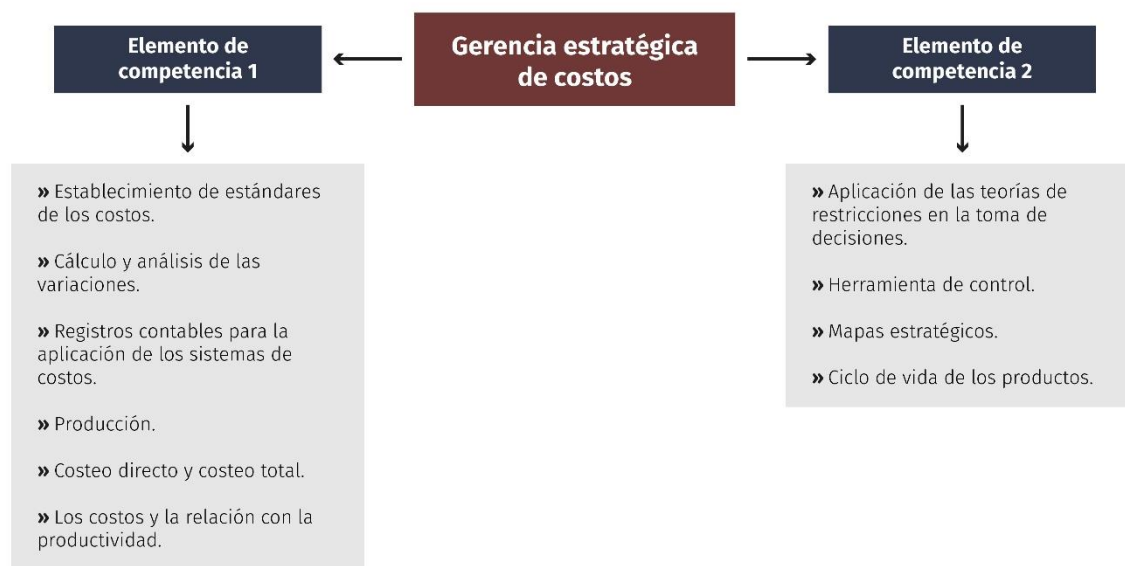 Gerencia estratégica
de costos
Elemento de
competencia 1
» Establecimiento de estándares
de los costos.
» Cálculo y análisis de las
variaciones.
» Registros contables para la
aplicación de los sistemas de
costos.
» Producción.
» Costeo directo y costeo total.
» Los costos y la relación con la
productividad.
Elemento de
competencia 2
» Aplicación de las teorías de
restricciones en la toma de
decisiones.
» Herramienta de control.
» Mapas estratégicos.
» Ciclo de vida de los productos.